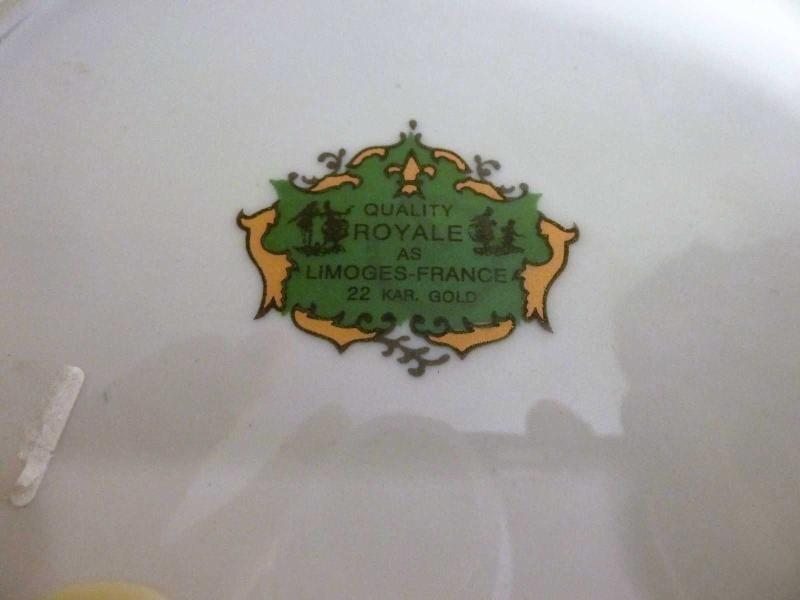 QUALITY
ROYALE
AS
LIMOGES-FRANCE
22 KAR. GOLD